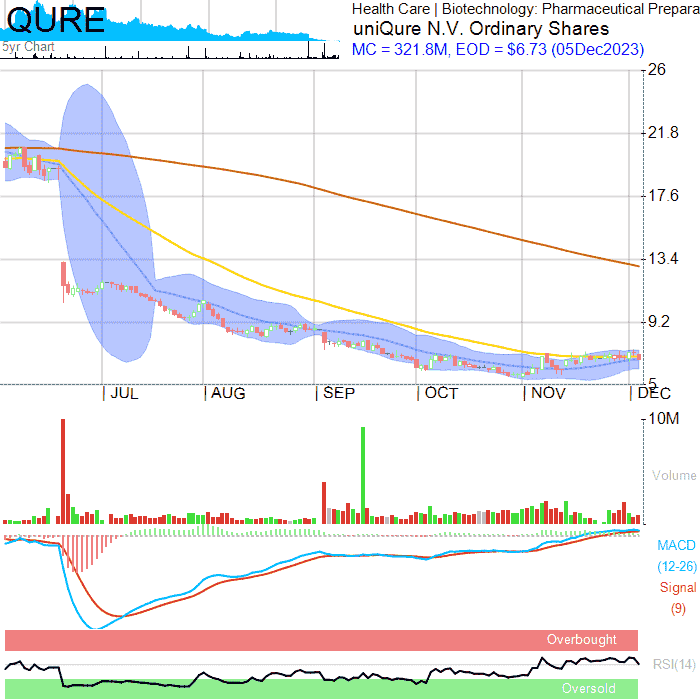 QURE
Health Care | Biotechnology: Pharmaceutical Prepara
uniQure N.V. Ordinary Shares
5yr Chart
MC = 321.8M, EOD = $6.73 (05Dec2023)
26
21.8
17.6
13.4
9.2
5
JUL AUG SEP OCT NOV DEC
10M
Volume
MACD
(12-26)
Signal
(9)
Overbought
RSI(14)
Oversold